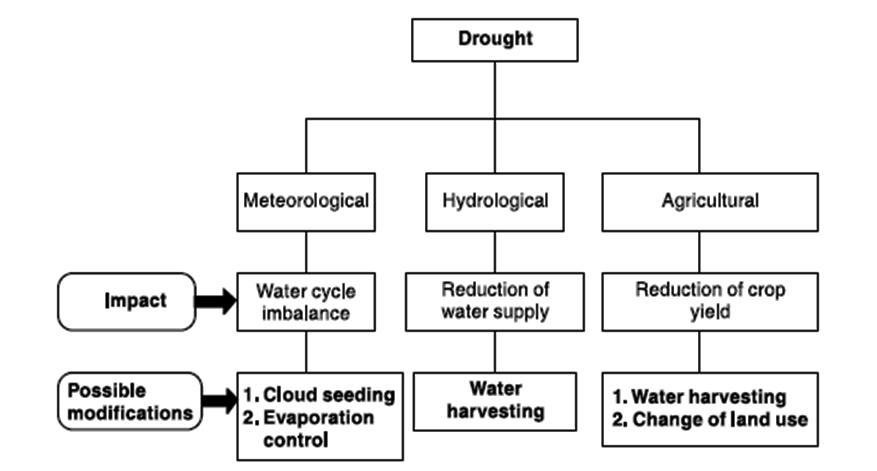 Drought
Meteorological
Hydrological
Agricultural
Impact
Water cycle
imbalance
Reduction of
water supply
Reduction of crop
yield
Possible
modifications
1. Cloud seeding
2. Evaporation
control
Water
harvesting
1. Water harvesting
2. Change of land use